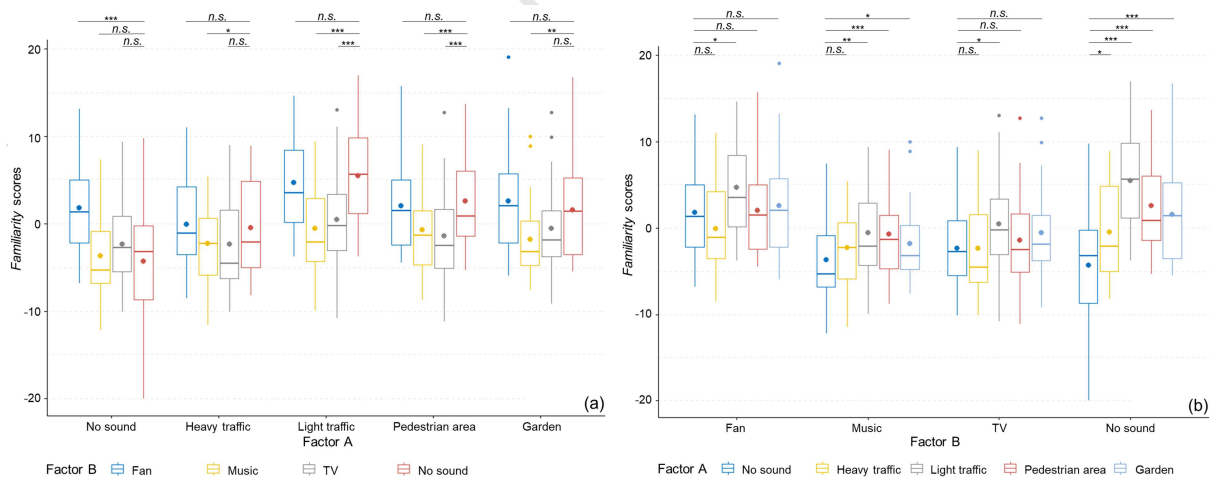 *** n.s. n.s. n.s. n.s.
n.s. * *** *** **
n.s. n.s. *** *** n.s.
20
10
0
-10
-20
Familiarity scores
(a)
No sound Heavy traffic Light traffic Pedestrian area Garden
Factor A
Factor B Fan Music TV No sound
n.s. * n.s. ***
n.s. *** n.s. ***
* ** * ***
n.s. n.s. n.s. *
20
10
0
-10
-20
Familiarity scores
(b)
Fan Music TV No sound
Factor B
Factor A No sound Heavy traffic Light traffic Pedestrian area Garden